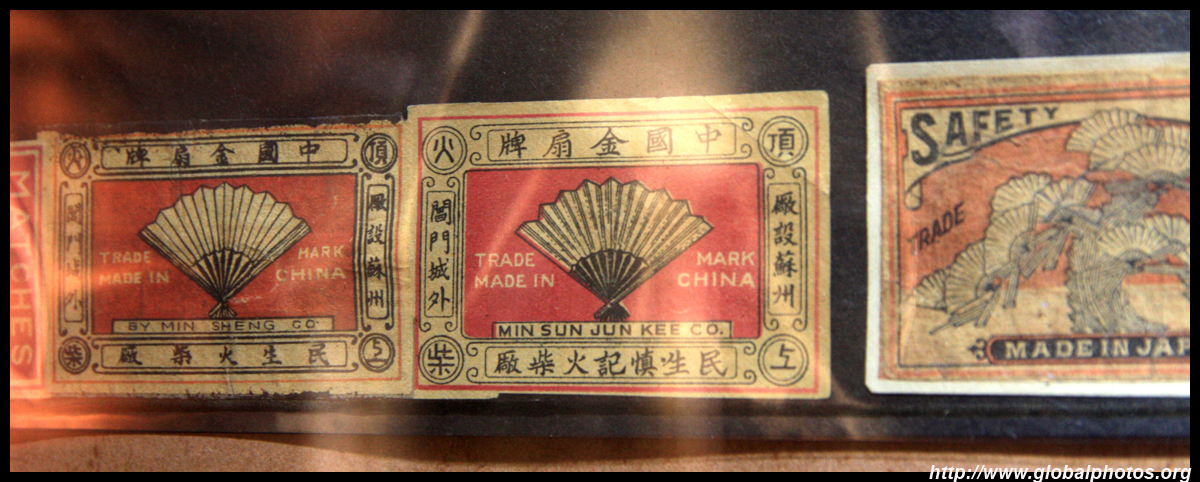 MATCHES
火
中國金扇牌
頂
閶門城外
TRADE MARK
MADE IN CHINA
廠設蘇州
BY MIN SHENG CO.
柴
民生火柴廠
上
火
中國金扇牌
頂
閶門城外
TRADE MARK
MADE IN CHINA
廠設蘇州
MIN SUN JUN KEE CO.
柴
民生慎記火柴廠
上
SAFETY
TRADE
MADE IN JAP
http://www.globalphotos.org